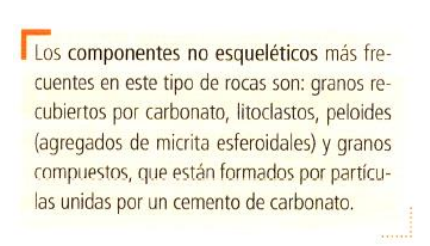 Los componentes no esqueléticos más fre-
cuentes en este tipo de rocas son: granos re-
cubiertos por carbonato, litoclastos, peloides
(agregados de micrita esferoidales) y granos
compuestos, que están formados por partícu-
las unidas por un cemento de carbonato.